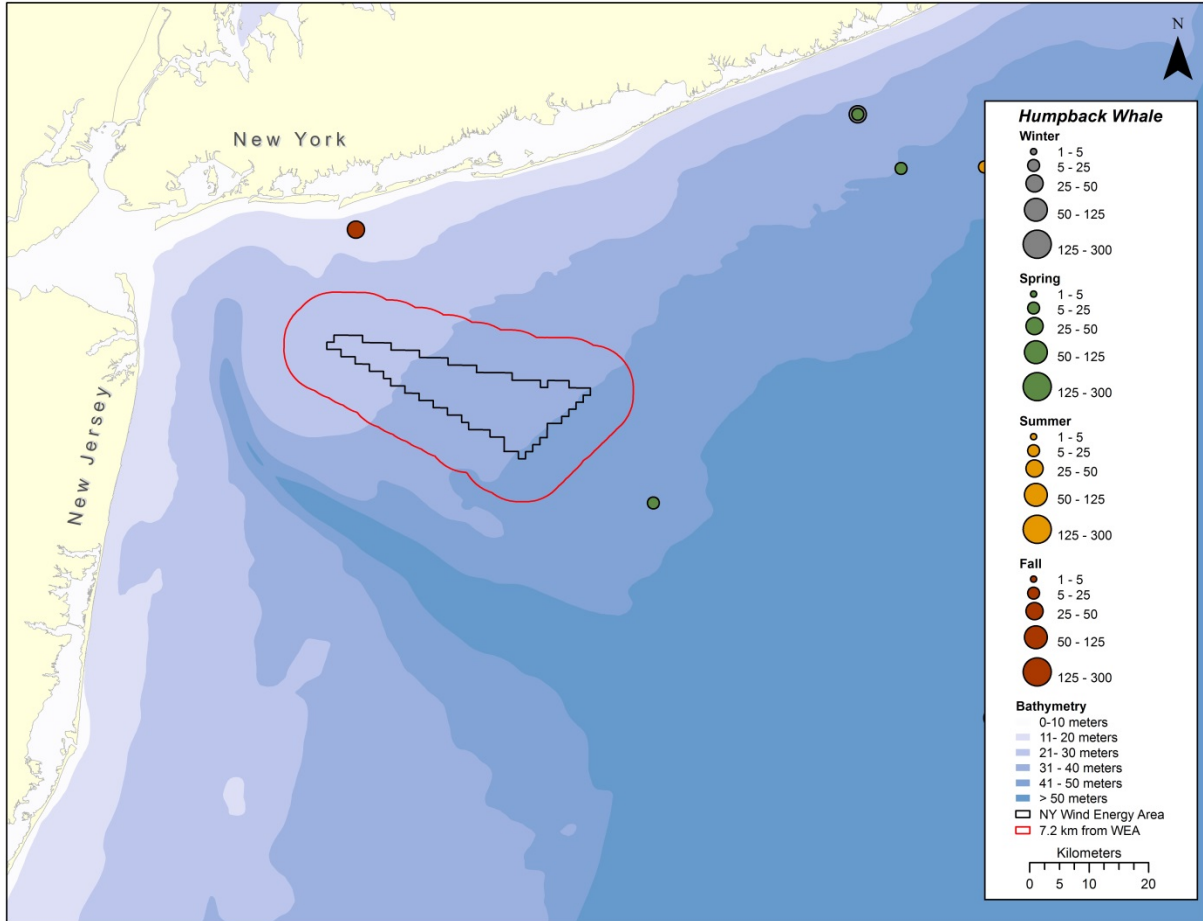 N
New York
New Jersey
Humpback Whale
Winter
1 - 5
5 - 25
25 - 50
50 - 125
125 - 300
Spring
1 - 5
5 - 25
25 - 50
50 - 125
125 - 300
Summer
1 - 5
5 - 25
25 - 50
50 - 125
125 - 300
Fall
1 - 5
5 - 25
25 - 50
50 - 125
125 - 300
Bathymetry
0-10 meters
11- 20 meters
21- 30 meters
31 - 40 meters
41 - 50 meters
> 50 meters
NY Wind Energy Area
7.2 km from WEA
Kilometers
0 5 10 20